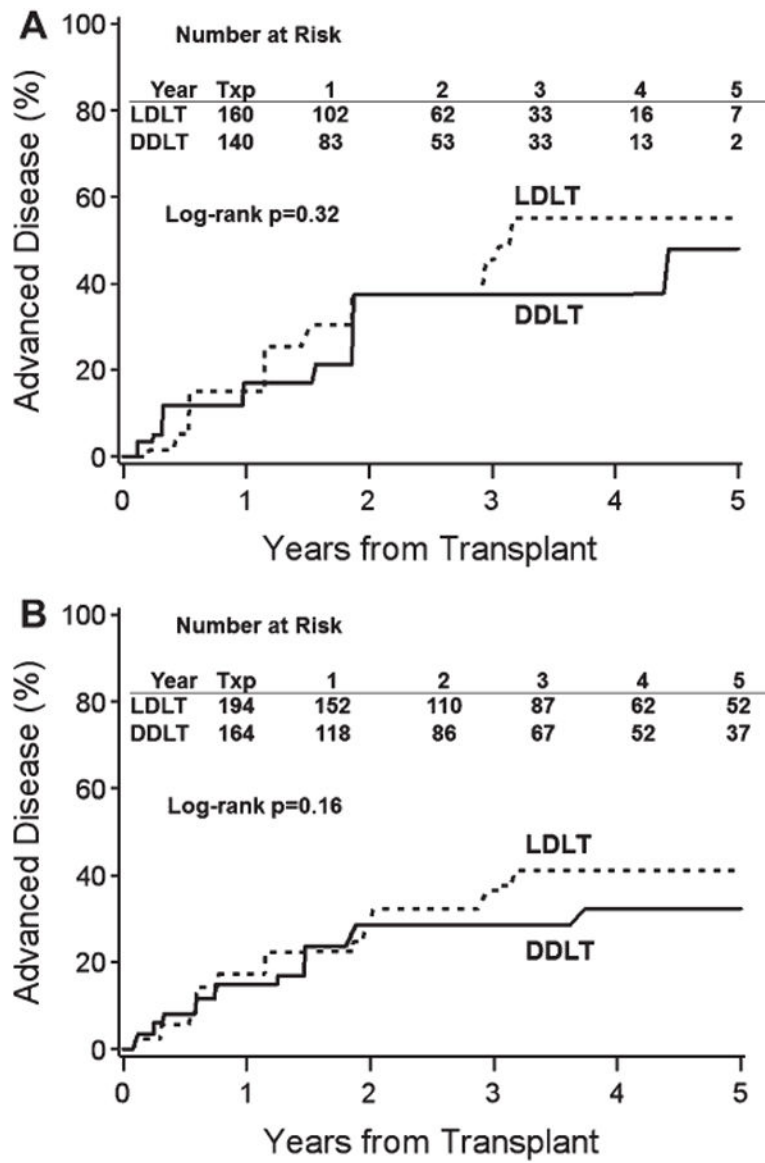 A
100
Number at Risk
Year Txp 1 2 3 4 5
LDLT 160 102 62 33 16 7
80
DDLT 140 83 53 33 13 2
60
LDLT
Log-rank p=0.32
40
DDLT
20
0
Advanced Disease (%)
0 1 2 3 4 5
Years from Transplant
B
100
Number at Risk
Year Txp 1 2 3 4 5
LDLT 194 152 110 87 62 52
80
DDLT 164 118 86 67 52 37
60
Log-rank p=0.16
LDLT
40
DDLT
20
0
Advanced Disease (%)
0 1 2 3 4 5
Years from Transplant